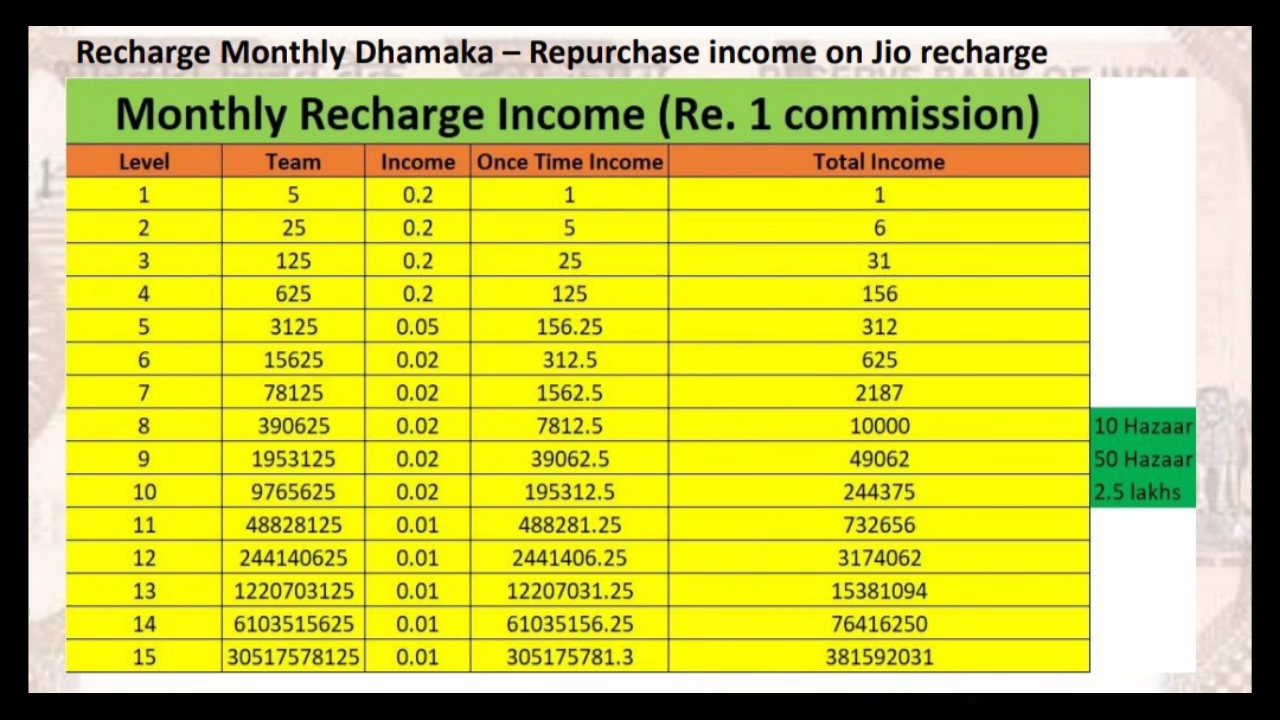 Recharge Monthly Dhamaka – Repurchase income on Jio recharge
RESERVE BANK OF INDIA
Monthly Recharge Income (Re. 1 commission)
Level Team Income Once Time Income Total Income
1 5 0.2 1 1
2 25 0.2 5 6
3 125 0.2 25 31
4 625 0.2 125 156
5 3125 0.05 156.25 312
6 15625 0.02 312.5 625
7 78125 0.02 1562.5 2187
8 390625 0.02 7812.5 10000 10 Hazaar
9 1953125 0.02 39062.5 49062 50 Hazaar
10 9765625 0.02 195312.5 244375 2.5 lakhs
11 48828125 0.01 488281.25 732656
12 244140625 0.01 2441406.25 3174062
13 1220703125 0.01 12207031.25 15381094
14 6103515625 0.01 61035156.25 76416250
15 30517578125 0.01 305175781.3 381592031